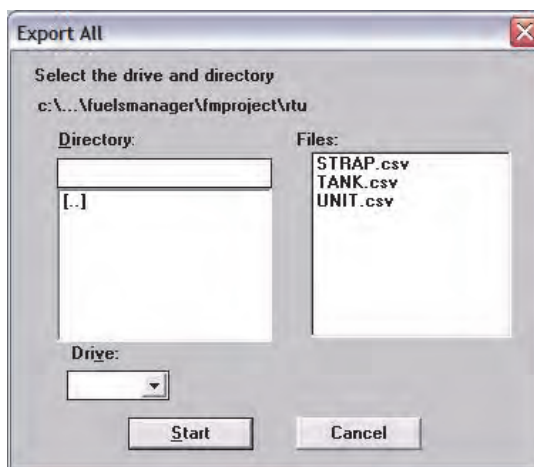 Export All
Select the drive and directory
c:\...\fuelsmanager\fmproject\rtu
Directory:
[..]
Files:
STRAP.csv
TANK.csv
UNIT.csv
Drive:
Start
Cancel